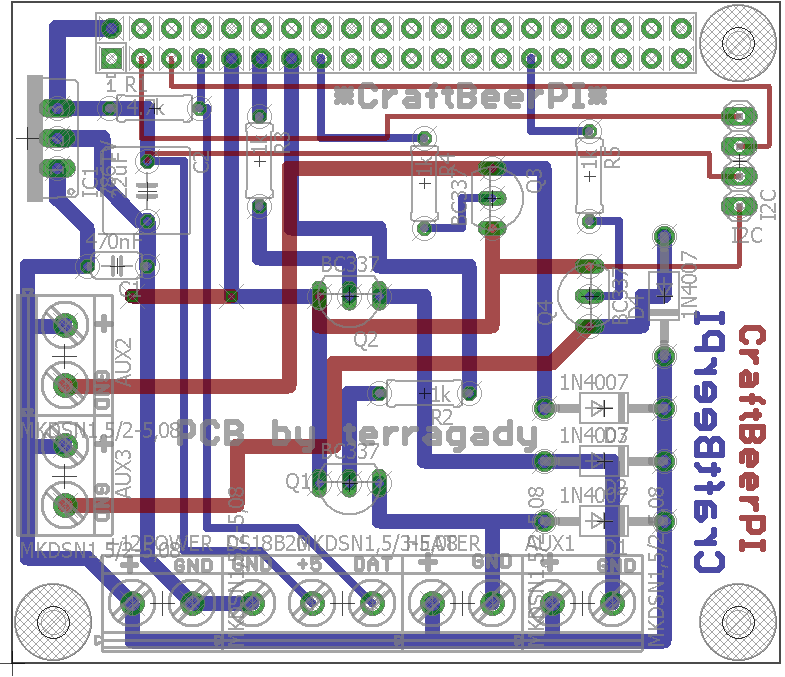 1
R1
4.7k
*CraftBeerPI*
R3
1k
R4
1k
R5
IC1
22uF
C2
BC337
Q3
I2C
I2C
470nF
C1
BC337
Q2
BC337
Q4
D4
1N4007
+
AUX2
GND
1k
R2
1N4007
D3
1N4007
1N4007
CraftBeerPI
CraftBeerPI
MKDSN1,5/2-5,08
+
AUX3
GND
PCB by terragady
BC337
Q1
MKDSN1,5/2-5,08
+12POWER
DS18B20
MKDSN1,5/3-5,08
HEATER
AUX1
+
GND
GND
+5
DAT
+
GND
+
GND
MKDSN1,5/2-5,08
MKDSN1,5/2-5,08
MKDSN1,5/2-5,08